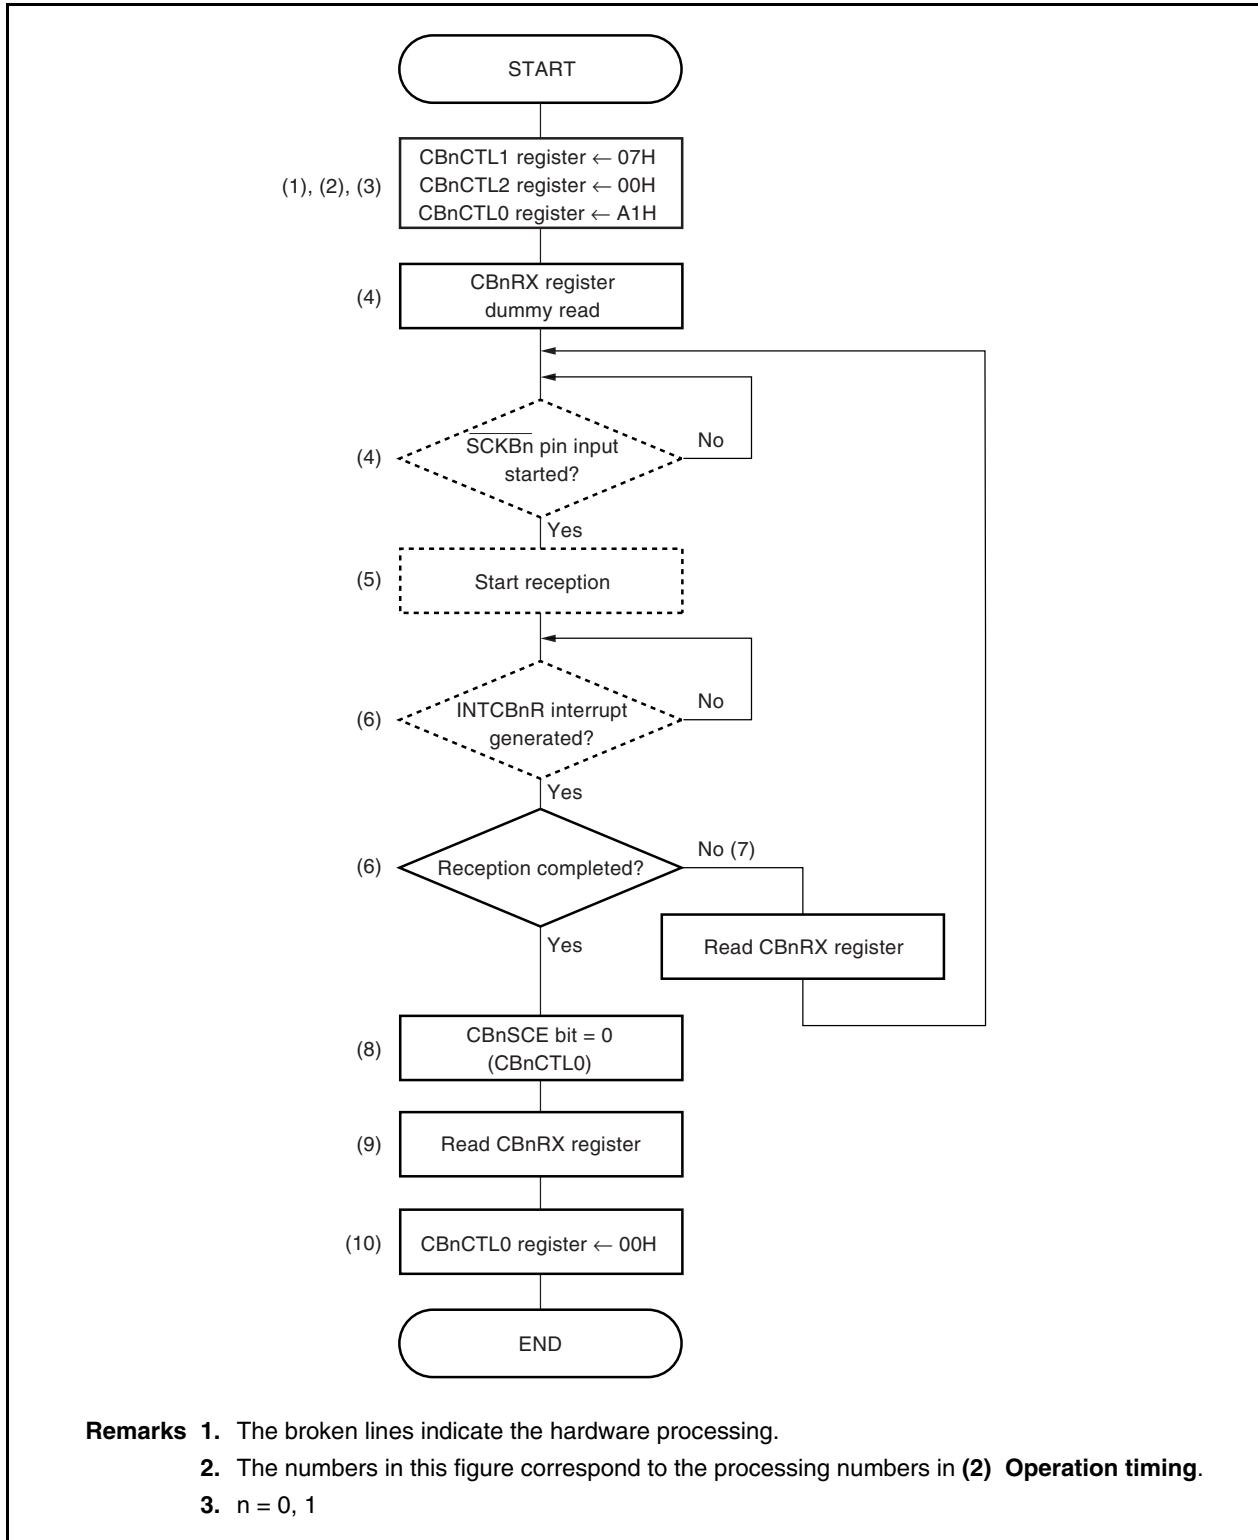 START
(1), (2), (3)
CBnCTL1 register ← 07H
CBnCTL2 register ← 00H
CBnCTL0 register ← A1H
(4)
CBnRX register
dummy read
(4)
SCKBn pin input
started?
No
Yes
(5)
Start reception
(6)
INTCBnR interrupt
generated?
No
Yes
(6)
Reception completed?
No (7)
Read CBnRX register
Yes
(8)
CBnSCE bit = 0
(CBnCTL0)
(9)
Read CBnRX register
(10)
CBnCTL0 register ← 00H
END
Remarks 1. The broken lines indicate the hardware processing.
2. The numbers in this figure correspond to the processing numbers in (2) Operation timing.
3. n = 0, 1